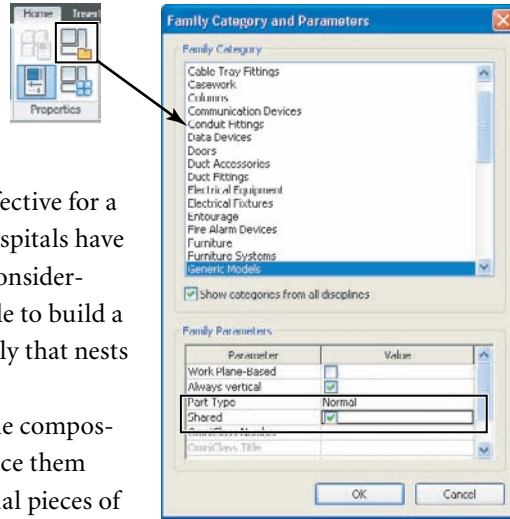 Home Insert
Properties
Family Category and Parameters
Family Category
Cable Tray Fittings
Casework
Columns
Communication Devices
Conduit Fittings
Data Devices
Doors
Duct Accessories
Duct Fittings
Electrical Equipment
Electrical Fixtures
Entourage
Fire Alarm Devices
Furniture
Furniture Systems
Generic Models
Show categories from all disciplines
Family Parameters
Parameter Value
Work Plane-Based
Always vertical
Part Type Normal
Shared
OmniClass Number
OmniClass Title
OK Cancel
fective for a
spitals have
onsider-
le to build a
ly that nests
e compos-
ce them
al pieces of